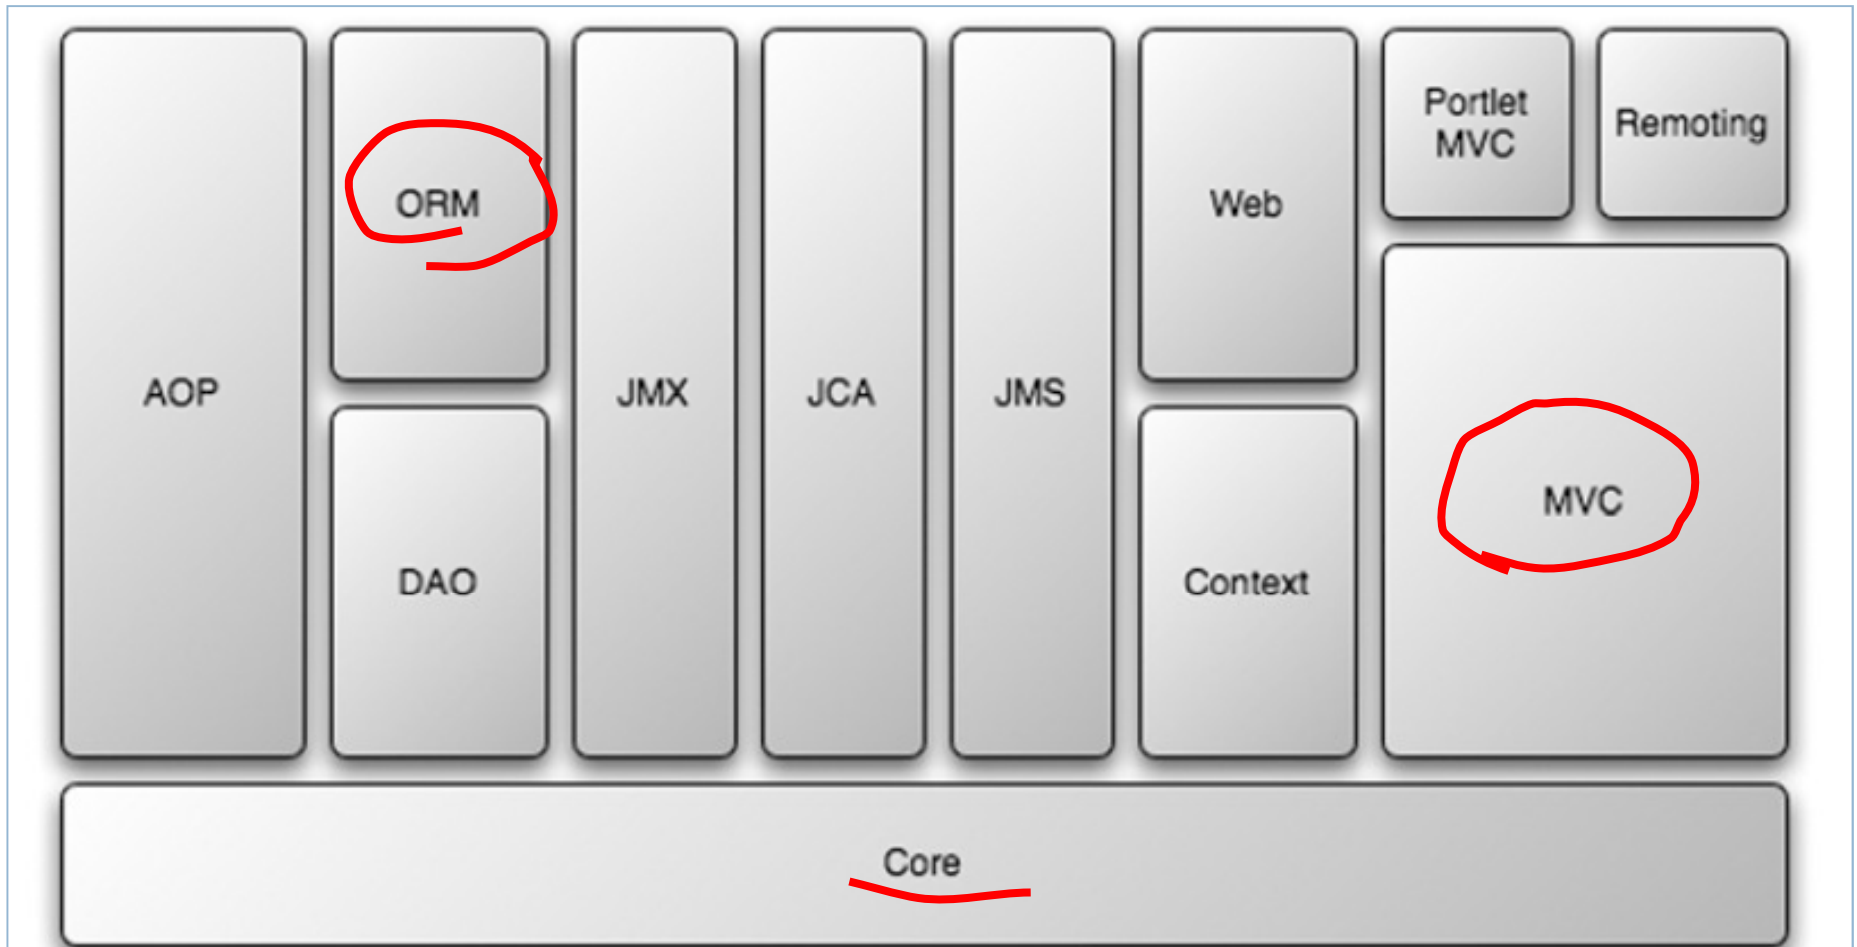 AOP
ORM
DAO
JMX
JCA
JMS
Web
Context
Portlet
MVC
Remoting
MVC
Core